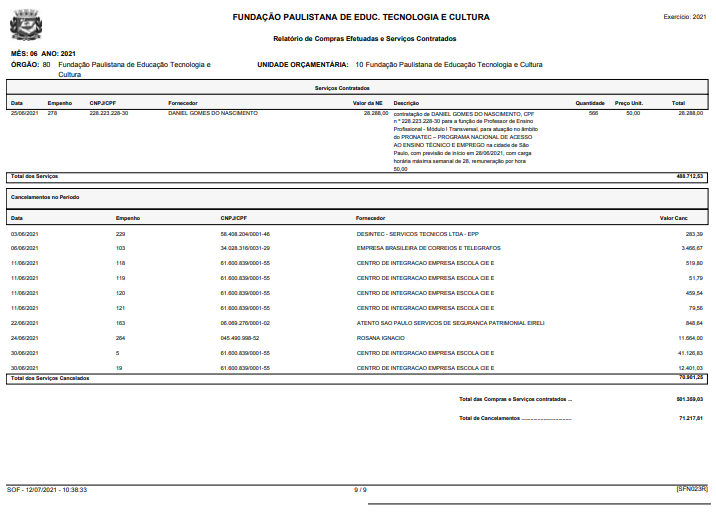 FUNDAÇÃO PAULISTANA DE EDUC. TECNOLOGIA E CULTURA
Exercício: 2021
Relatório de Compras Efetuadas e Serviços Contratados
MÊS: 06 ANO: 2021
ÓRGÃO: 80 Fundação Paulistana de Educação Tecnologia e Cultura UNIDADE ORÇAMENTÁRIA: 10 Fundação Paulistana de Educação Tecnologia e Cultura
Serviços Contratados
Data Empenho CNPJ/CPF Fornecedor Valor da NE Descrição Quantidade Preço Unit. Total
25/06/2021 278 228.223.228-30 DANIEL GOMES DO NASCIMENTO 28.288,00 contratação de DANIEL GOMES DO NASCIMENTO, CPF 566 50,00 28.288,00
n º 228.223.228-30 para a função de Professor de Ensino
Profissional - Módulo I Transversal, para atuação no âmbito
do PRONATEC – PROGRAMA NACIONAL DE ACESSO
AO ENSINO TÉCNICO E EMPREGO na cidade de São
Paulo, com previsão de início em 28/06/2021, com carga
horária máxima semanal de 28, remuneração por hora
50,00
Total dos Serviços 488.712,53
Cancelamentos no Período
Data Empenho CNPJ/CPF Fornecedor Valor Canc
03/06/2021 229 58.408.204/0001-46 DESINTEC - SERVICOS TECNICOS LTDA - EPP 283,39
06/06/2021 103 34.028.316/0031-29 EMPRESA BRASILEIRA DE CORREIOS E TELEGRAFOS 3.466,67
11/06/2021 118 61.600.839/0001-55 CENTRO DE INTEGRACAO EMPRESA ESCOLA CIE E 519,80
11/06/2021 119 61.600.839/0001-55 CENTRO DE INTEGRACAO EMPRESA ESCOLA CIE E 51,79
11/06/2021 120 61.600.839/0001-55 CENTRO DE INTEGRACAO EMPRESA ESCOLA CIE E 459,54
11/06/2021 121 61.600.839/0001-55 CENTRO DE INTEGRACAO EMPRESA ESCOLA CIE E 79,56
22/06/2021 163 06.069.276/0001-02 ATENTO SAO PAULO SERVICOS DE SEGURANCA PATRIMONIAL EIRELI 848,64
24/06/2021 264 045.490.998-52 ROSANA IGNACIO 11.664,00
30/06/2021 5 61.600.839/0001-55 CENTRO DE INTEGRACAO EMPRESA ESCOLA CIE E 41.126,83
30/06/2021 19 61.600.839/0001-55 CENTRO DE INTEGRACAO EMPRESA ESCOLA CIE E 12.401,03
Total dos Serviços Cancelados 70.901,25
Total das Compras e Serviços contratados ... 501.359,03
Total de Cancelamentos ................................ 71.217,81
SOF - 12/07/2021 - 10:38:33 9 / 9 [SFN023R]